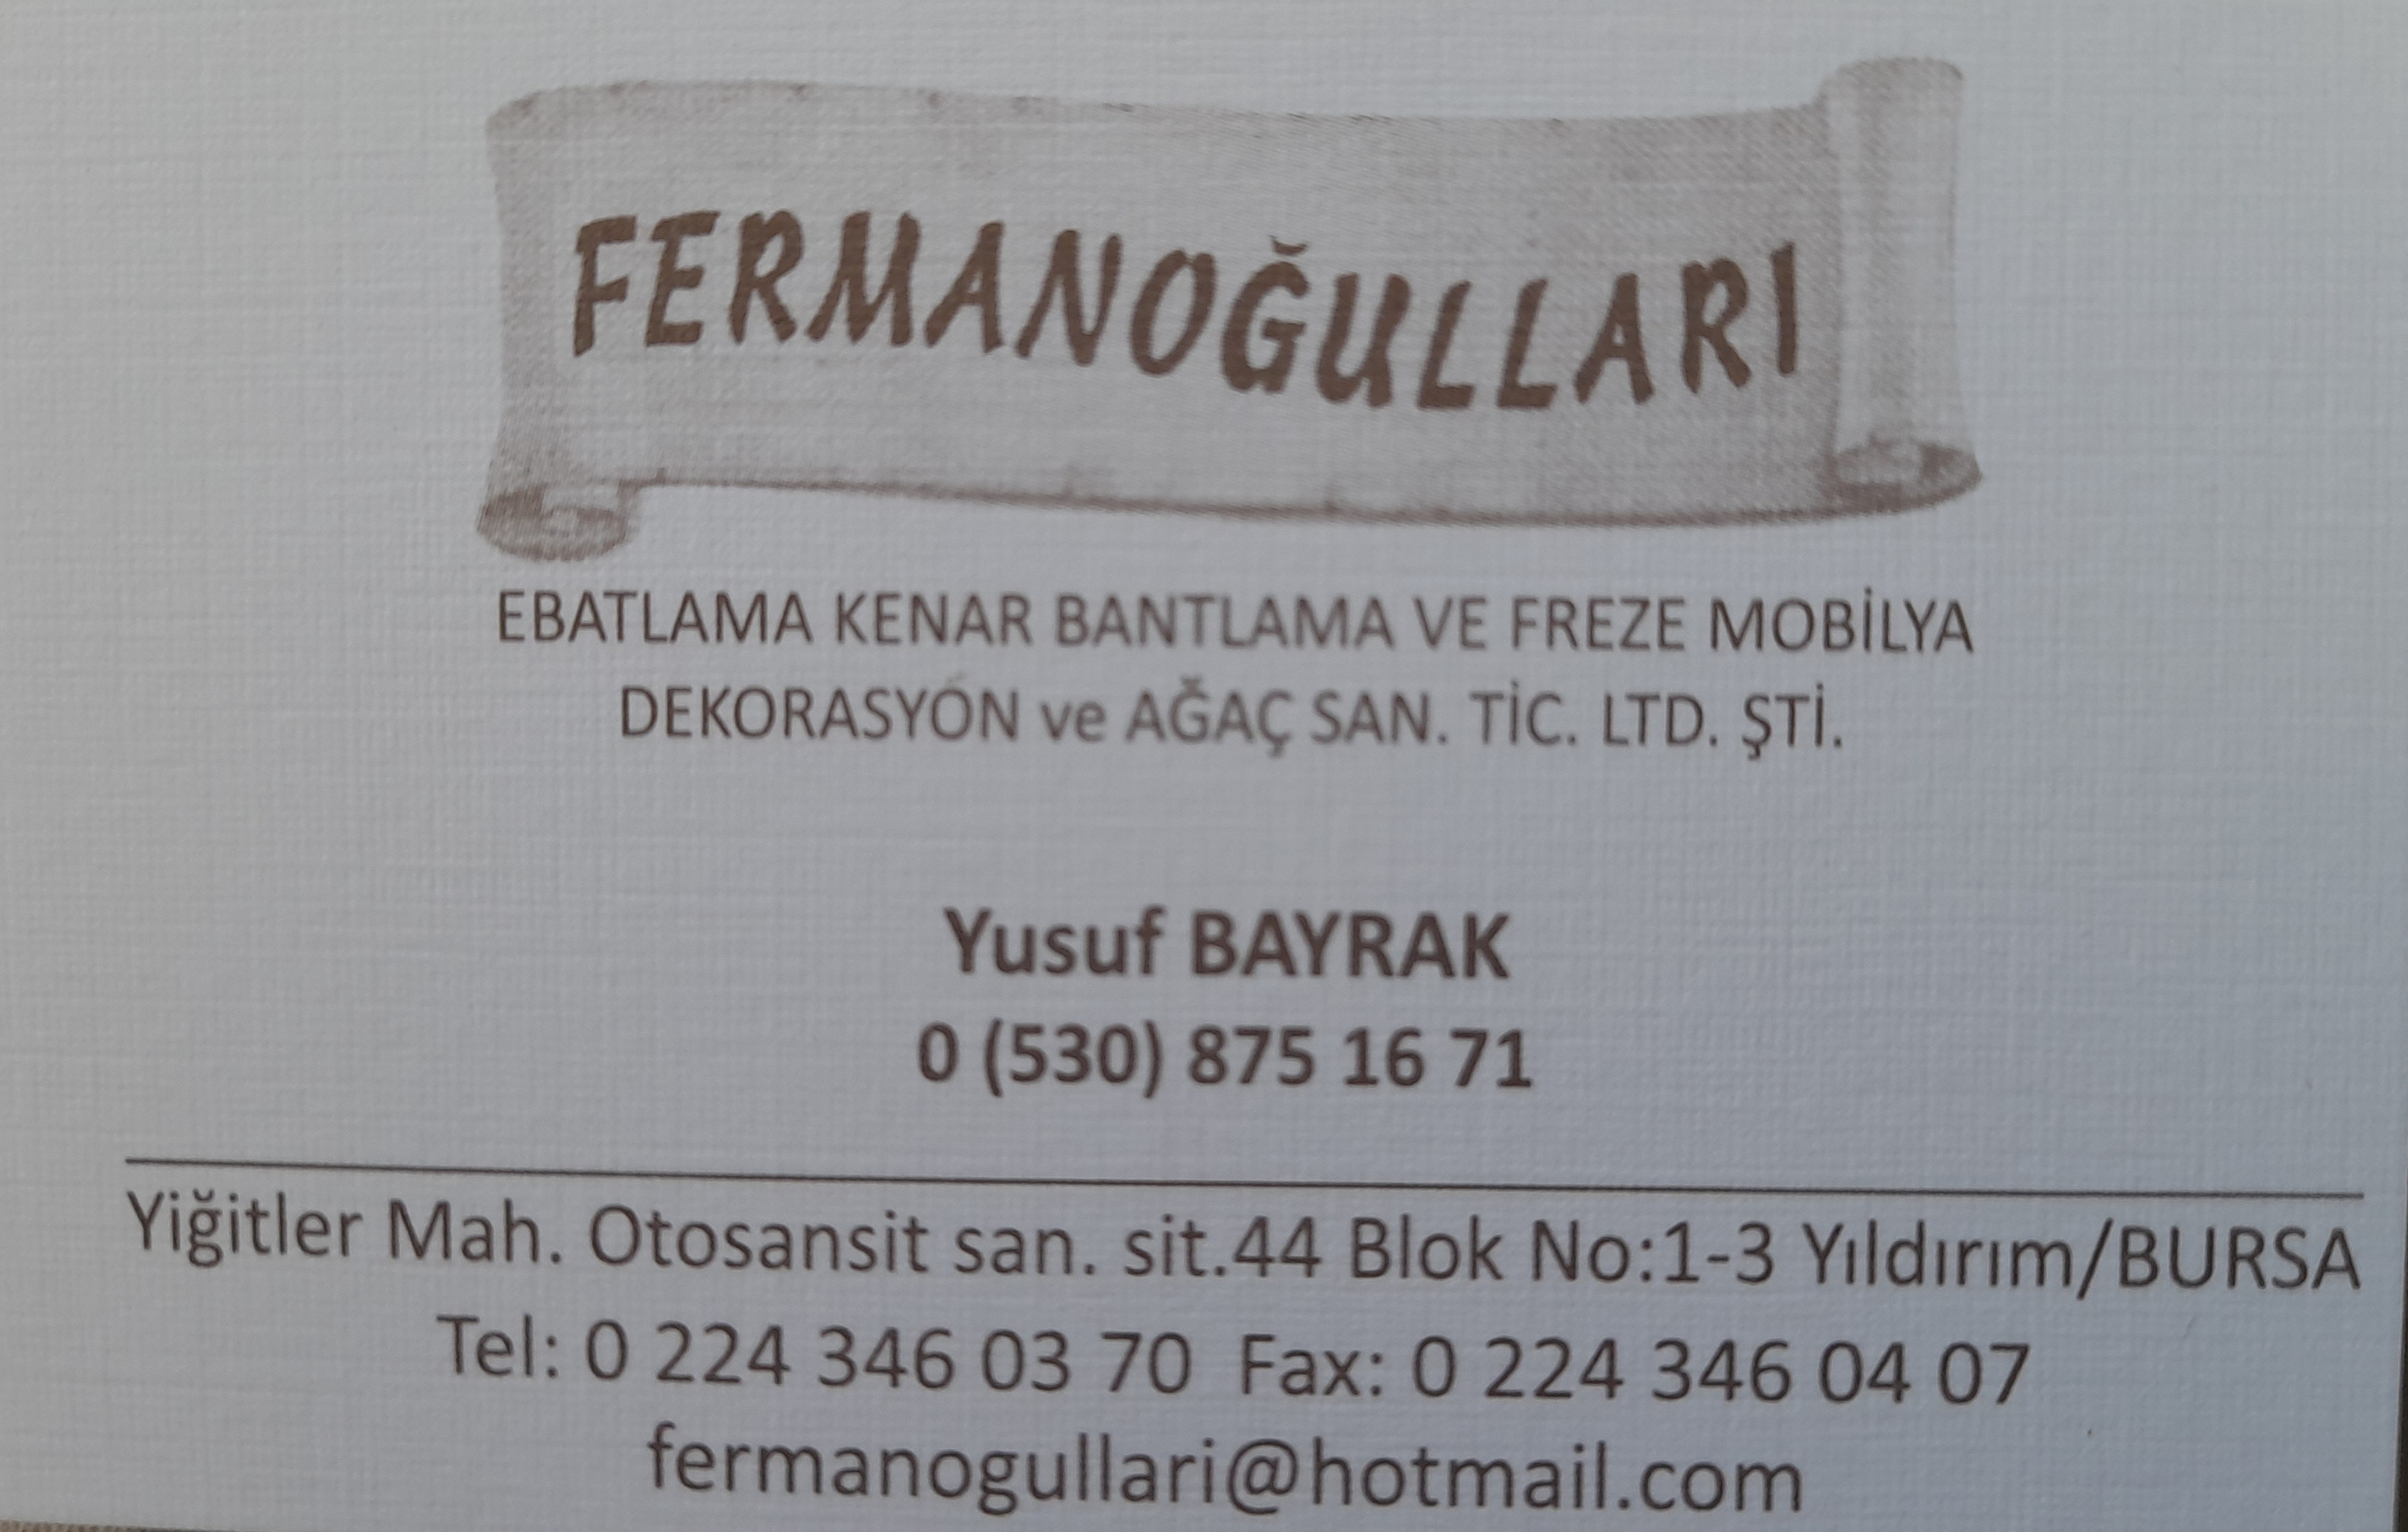 FERMANOĞULLARI
EBATLAMA KENAR BANTLAMA VE FREZE MOBİLYA
DEKORASYON ve AĞAÇ SAN. TİC. LTD. ŞTİ.
Yusuf BAYRAK
0 (530) 875 16 71
Yiğitler Mah. Otosansit san. sit.44 Blok No:1-3 Yıldırım/BURSA
Tel: 0 224 346 03 70 Fax: 0 224 346 04 07
fermanogullari@hotmail.com